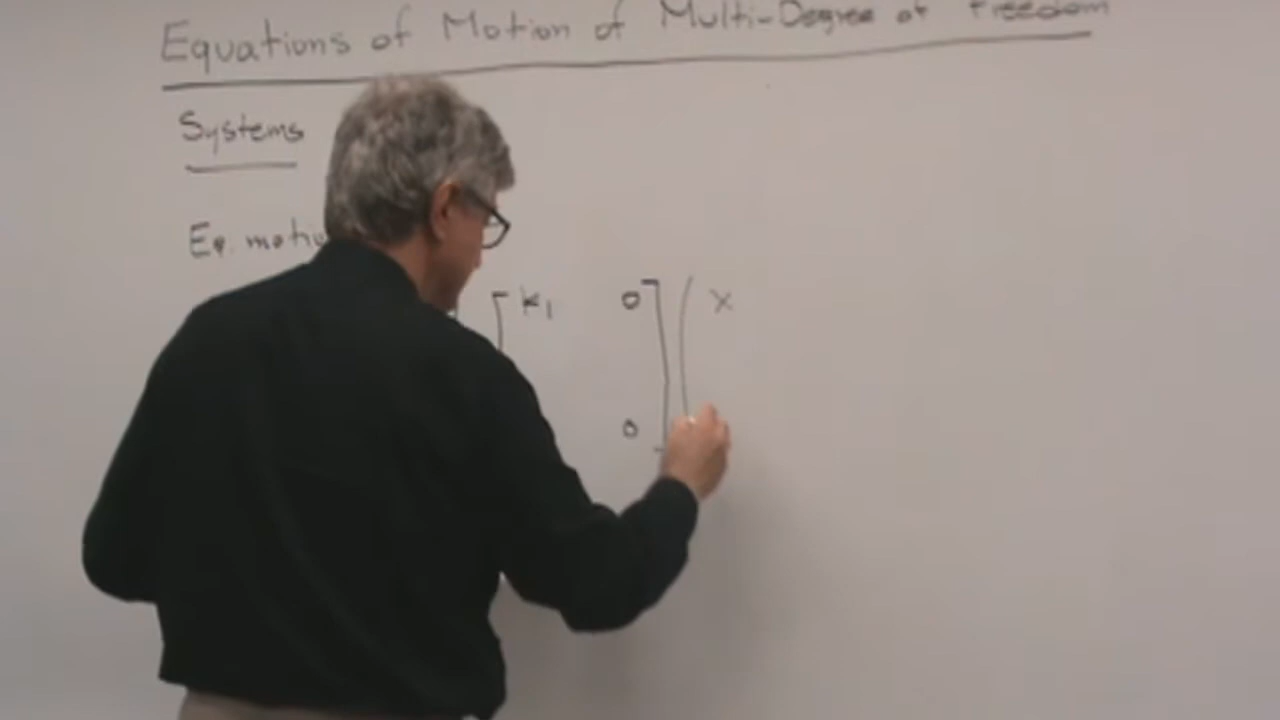 Equations of Motion of Multi-Degree of Freedom
Systems
Eq. motio
k1 0 x
0